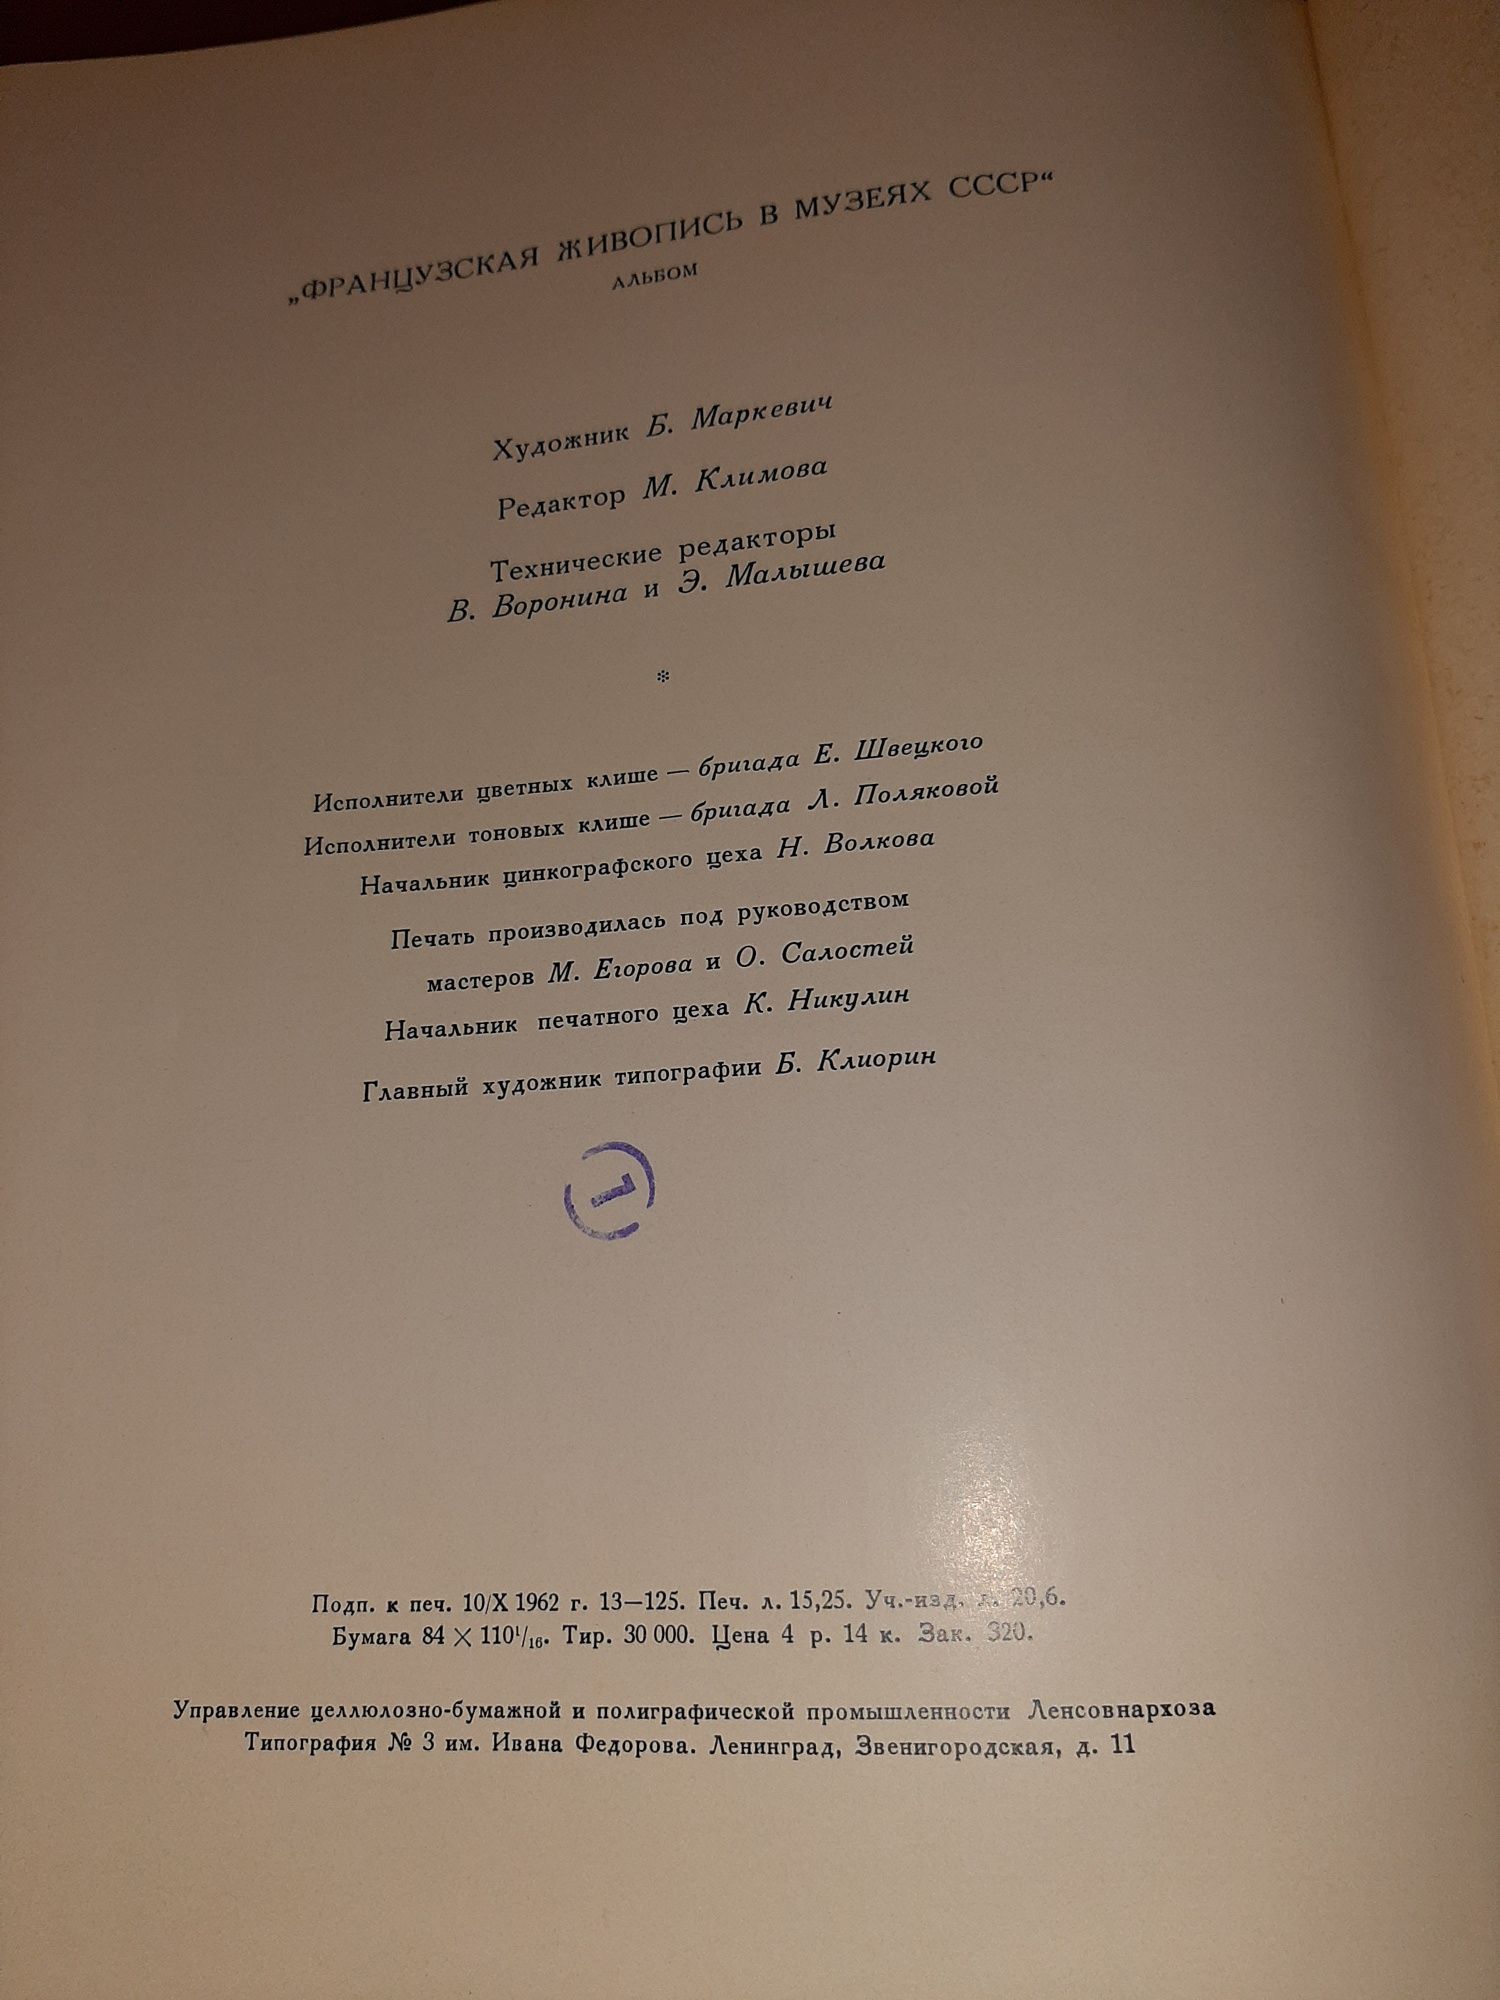 „ФРАНЦУЗСКАЯ ЖИВОПИСЬ В МУЗЕЯХ СССР“
АЛЬБОМ
Художник Б. Маркевич
Редактор М. Климова
Технические редакторы
В. Воронина и Э. Малышева
*
Исполнители цветных клише — бригада Е. Швецкого
Исполнители тоновых клише — бригада Л. Поляковой
Начальник цинкографского цеха Н. Волкова
Печать производилась под руководством
мастеров М. Егорова и О. Салостей
Начальник печатного цеха К. Никулин
Главный художник типографии Б. Клиорин
Подп. к печ. 10/X 1962 г. 13—125. Печ. л. 15,25. Уч.-изд. л. 20,6.
Бумага 84 × 110¹/₁₆. Тир. 30 000. Цена 4 р. 14 к. Зак. 320.
Управление целлюлозно-бумажной и полиграфической промышленности Ленсовнархоза
Типография № 3 им. Ивана Федорова. Ленинград, Звенигородская, д. 11